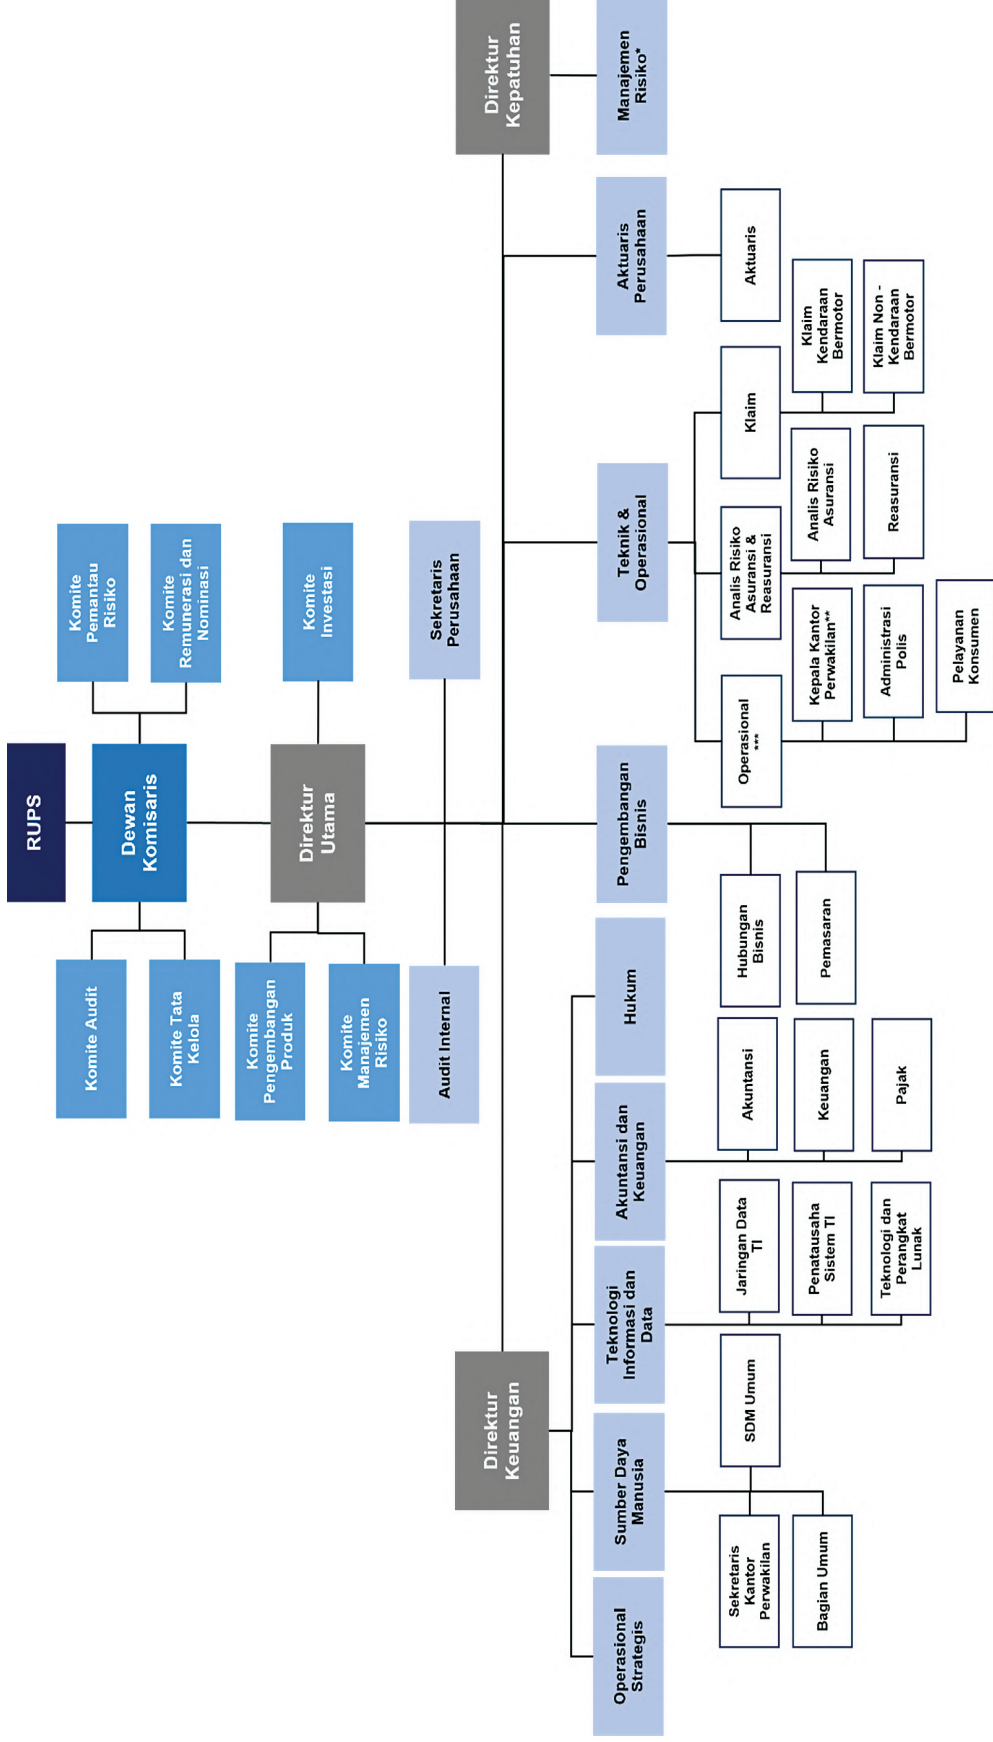 RUPS
Komite Audit
Komite Tata
Kelola
Dewan
Komisaris
Komite
Pemantau
Risiko
Komite
Remunerasi dan
Nominasi
Komite
Pengembangan
Produk
Komite
Manajemen
Risiko
Direktur
Utama
Komite
Investasi
Audit Internal
Sekretaris
Perusahaan
Direktur
Keuangan
Direktur
Kepatuhan
Operasional
Strategis
Sumber Daya
Manusia
Teknologi
Informasi dan
Data
Akuntansi dan
Keuangan
Hukum
Pengembangan
Bisnis
Teknik &
Operasional
Aktuaris
Perusahaan
Manajemen
Risiko*
Sekretaris
Kantor
Perwakilan
Bagian Umum
SDM Umum
Jaringan Data
TI
Penatausaha
Sistem TI
Teknologi dan
Perangkat
Lunak
Akuntansi
Keuangan
Pajak
Hubungan
Bisnis
Pemasaran
Operasional
***
Kepala Kantor
Perwakilan**
Administrasi
Polis
Pelayanan
Konsumen
Analis Risiko
Asuransi &
Reasuransi
Analis Risiko
Asuransi
Reasuransi
Klaim
Klaim
Kendaraan
Bermotor
Klaim Non -
Kendaraan
Bermotor
Aktuaris